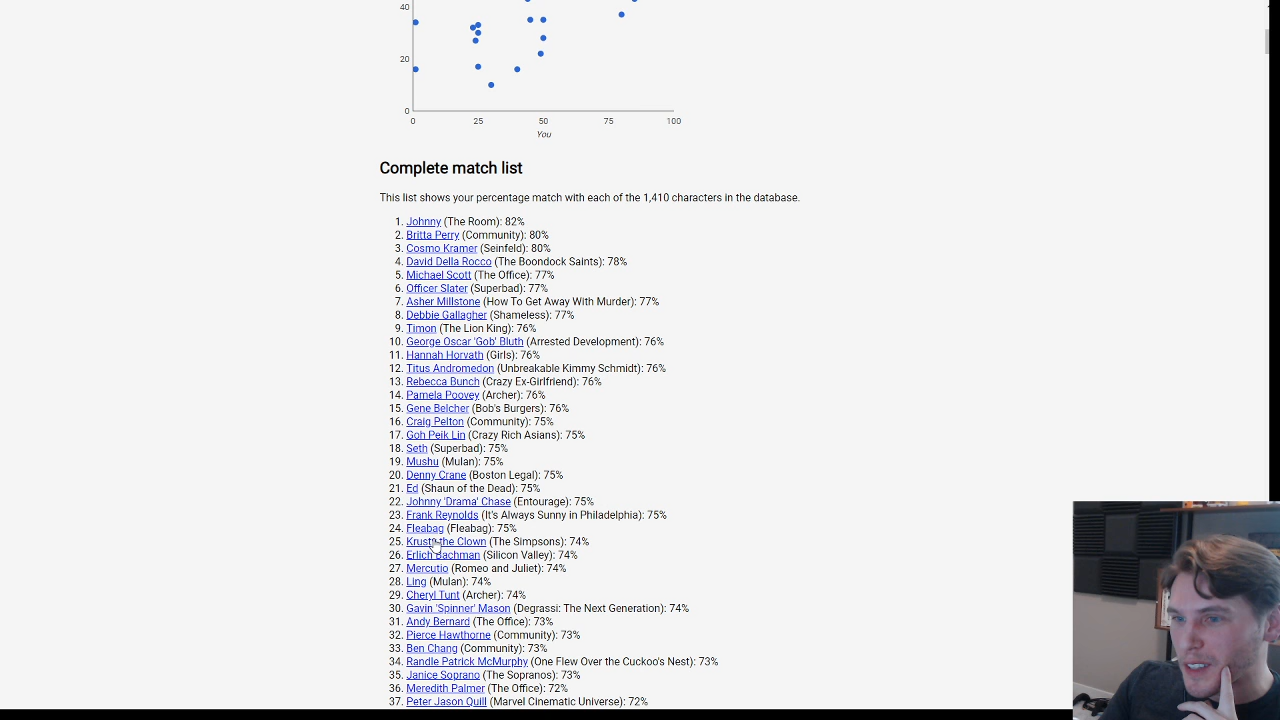 40
20
0
0 25 50 75 100
You
Complete match list
This list shows your percentage match with each of the 1,410 characters in the database.
1. Johnny (The Room): 82%
2. Britta Perry (Community): 80%
3. Cosmo Kramer (Seinfeld): 80%
4. David Della Rocco (The Boondock Saints): 78%
5. Michael Scott (The Office): 77%
6. Officer Slater (Superbad): 77%
7. Asher Millstone (How To Get Away With Murder): 77%
8. Debbie Gallagher (Shameless): 77%
9. Timon (The Lion King): 76%
10. George Oscar 'Gob' Bluth (Arrested Development): 76%
11. Hannah Horvath (Girls): 76%
12. Titus Andromedon (Unbreakable Kimmy Schmidt): 76%
13. Rebecca Bunch (Crazy Ex-Girlfriend): 76%
14. Pamela Poovey (Archer): 76%
15. Gene Belcher (Bob's Burgers): 76%
16. Craig Pelton (Community): 75%
17. Goh Peik Lin (Crazy Rich Asians): 75%
18. Seth (Superbad): 75%
19. Mushu (Mulan): 75%
20. Denny Crane (Boston Legal): 75%
21. Ed (Shaun of the Dead): 75%
22. Johnny 'Drama' Chase (Entourage): 75%
23. Frank Reynolds (It's Always Sunny in Philadelphia): 75%
24. Fleabag (Fleabag): 75%
25. Krusty the Clown (The Simpsons): 74%
26. Erlich Bachman (Silicon Valley): 74%
27. Mercutio (Romeo and Juliet): 74%
28. Ling (Mulan): 74%
29. Cheryl Tunt (Archer): 74%
30. Gavin 'Spinner' Mason (Degrassi: The Next Generation): 74%
31. Andy Bernard (The Office): 73%
32. Pierce Hawthorne (Community): 73%
33. Ben Chang (Community): 73%
34. Randle Patrick McMurphy (One Flew Over the Cuckoo's Nest): 73%
35. Janice Soprano (The Sopranos): 73%
36. Meredith Palmer (The Office): 72%
37. Peter Jason Quill (Marvel Cinematic Universe): 72%